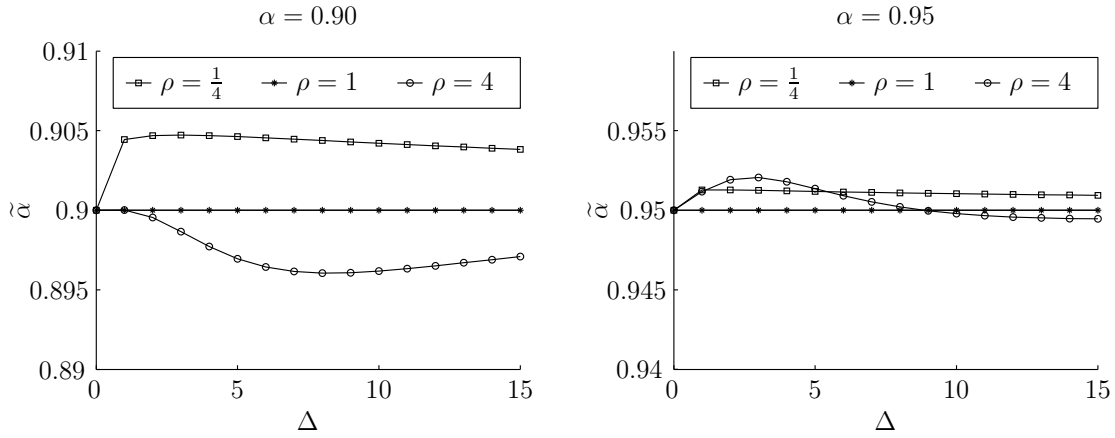 α = 0.90
0.91
ρ = 1/4 ρ = 1 ρ = 4
0.905
0.9
0.895
0.89
α̃
0 5 10 15
Δ
α = 0.95
ρ = 1/4 ρ = 1 ρ = 4
0.955
0.95
0.945
0.94
α̃
0 5 10 15
Δ